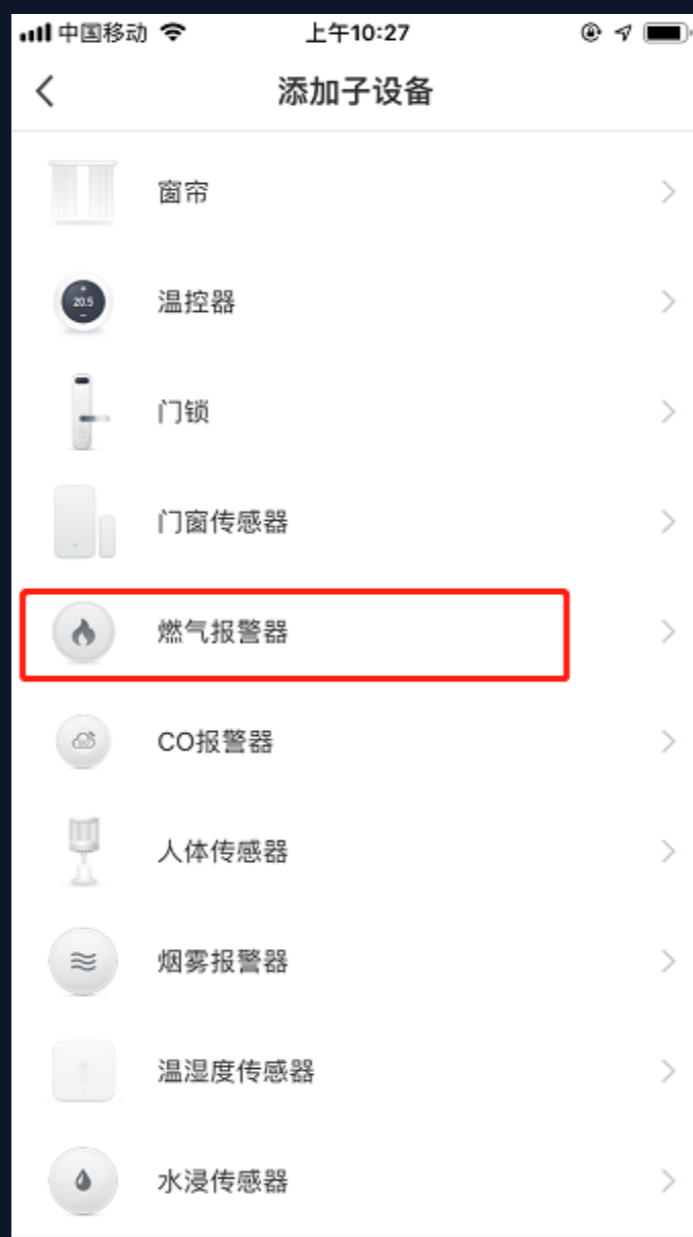 中国移动 上午10:27
添加子设备
窗帘
20.5
温控器
门锁
门窗传感器
燃气报警器
CO报警器
人体传感器
烟雾报警器
温湿度传感器
水浸传感器